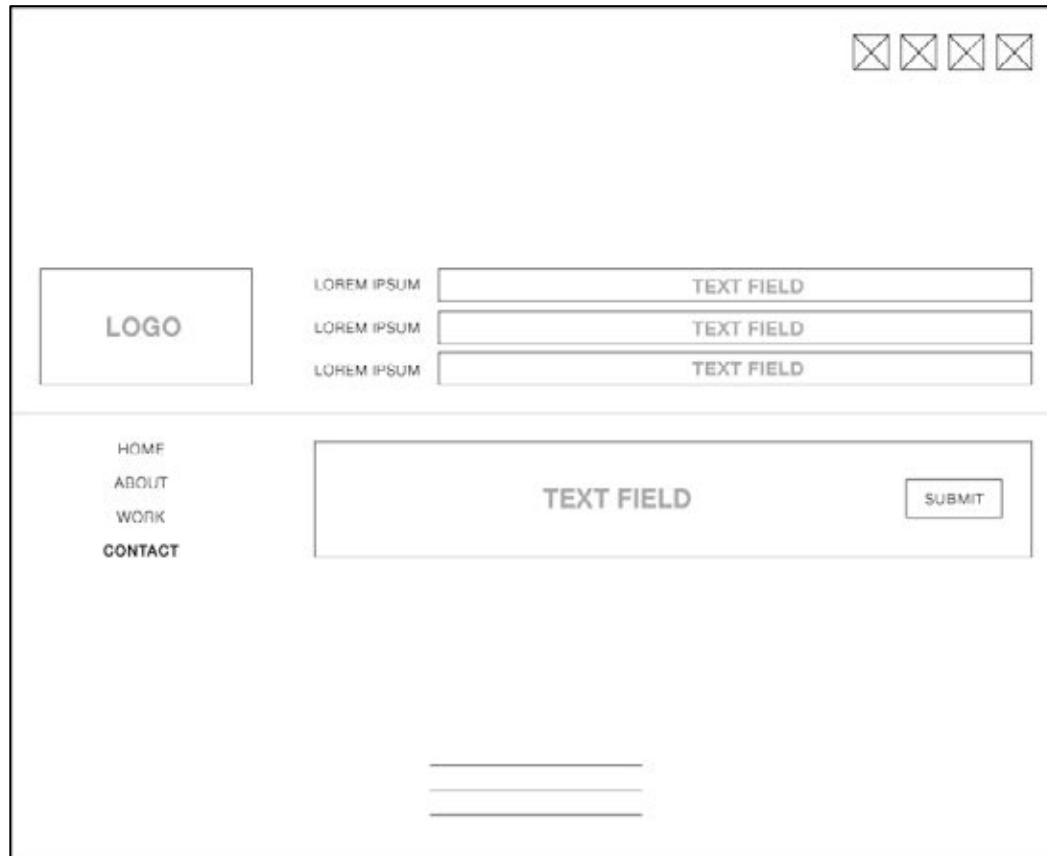 LOGO
LOREM IPSUM TEXT FIELD
LOREM IPSUM TEXT FIELD
LOREM IPSUM TEXT FIELD
HOME
ABOUT
WORK
CONTACT
TEXT FIELD
SUBMIT